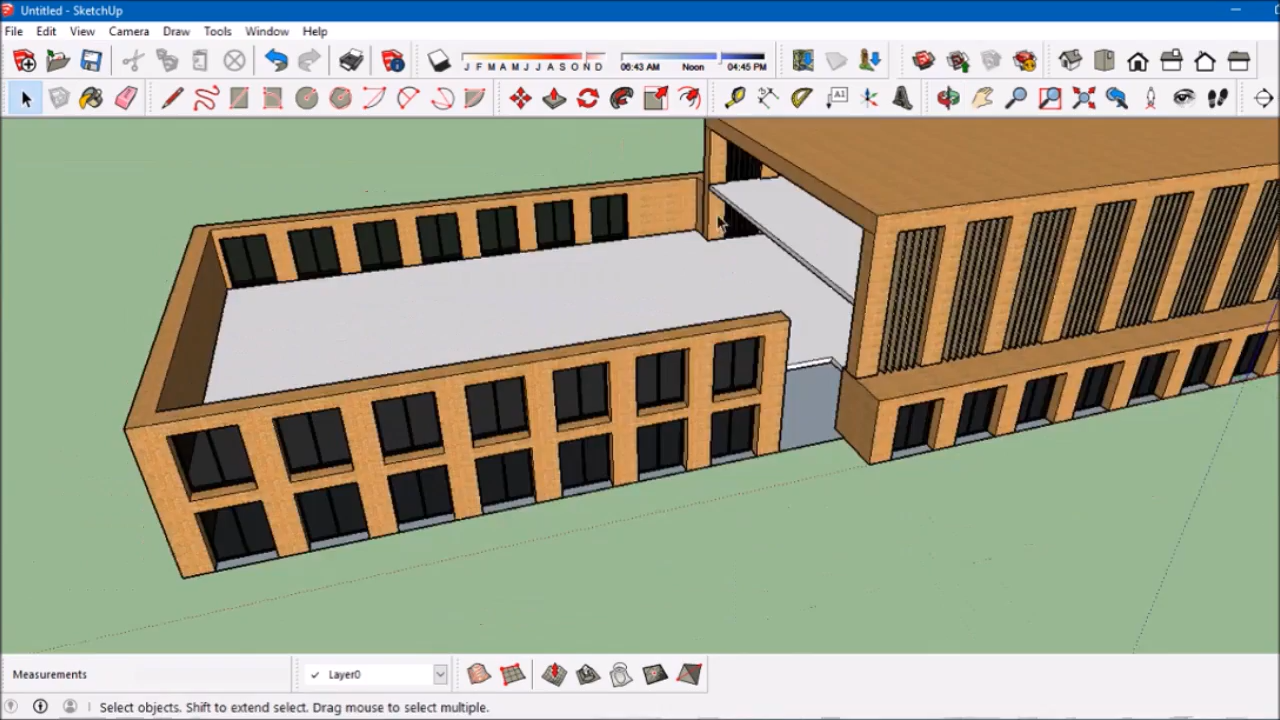 Untitled - SketchUp
File Edit View Camera Draw Tools Window Help
J F M A M J J A S O N D 06:43 AM Noon 04:45 PM
A1
Measurements Layer0
Select objects. Shift to extend select. Drag mouse to select multiple.